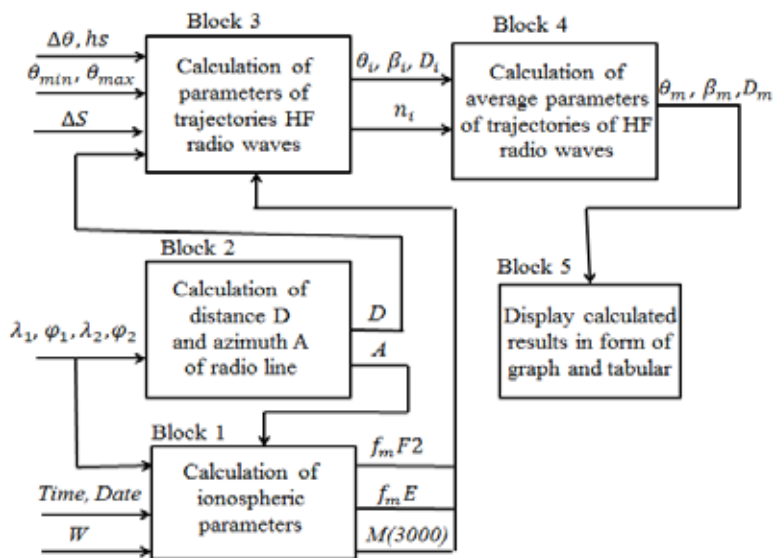 Block 3
Δθ, hs
θmin, θmax
ΔS
Calculation of
parameters of
trajectories HF
radio waves
θi, βi, Di
ni
Block 4
Calculation of
average parameters
of trajectories of HF
radio waves
θm, βm,Dm
Block 2
λ1, φ1, λ2,φ2
Calculation of
distance D
and azimuth A
of radio line
D
A
Block 5
Display calculated
results in form of
graph and tabular
Block 1
Time, Date
W
Calculation of
ionospheric
parameters
fmF2
fmE
M(3000)